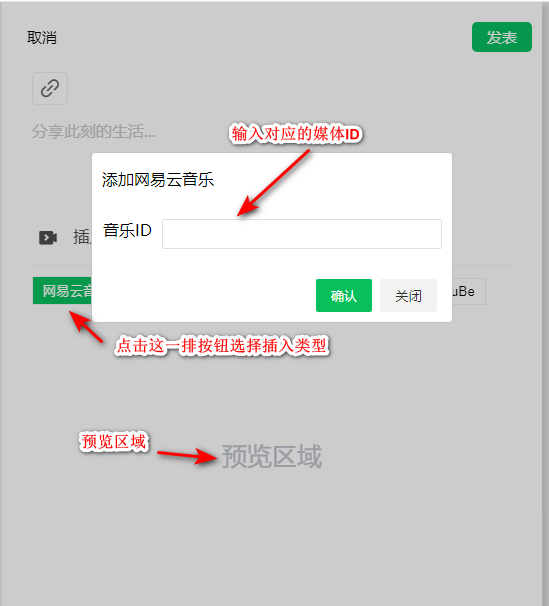 取消
发表
分享此刻的生活...
输入对应的媒体ID
添加网易云音乐
音乐ID
插
网易云音
uBe
确认
关闭
点击这一排按钮选择插入类型
预览区域
预览区域